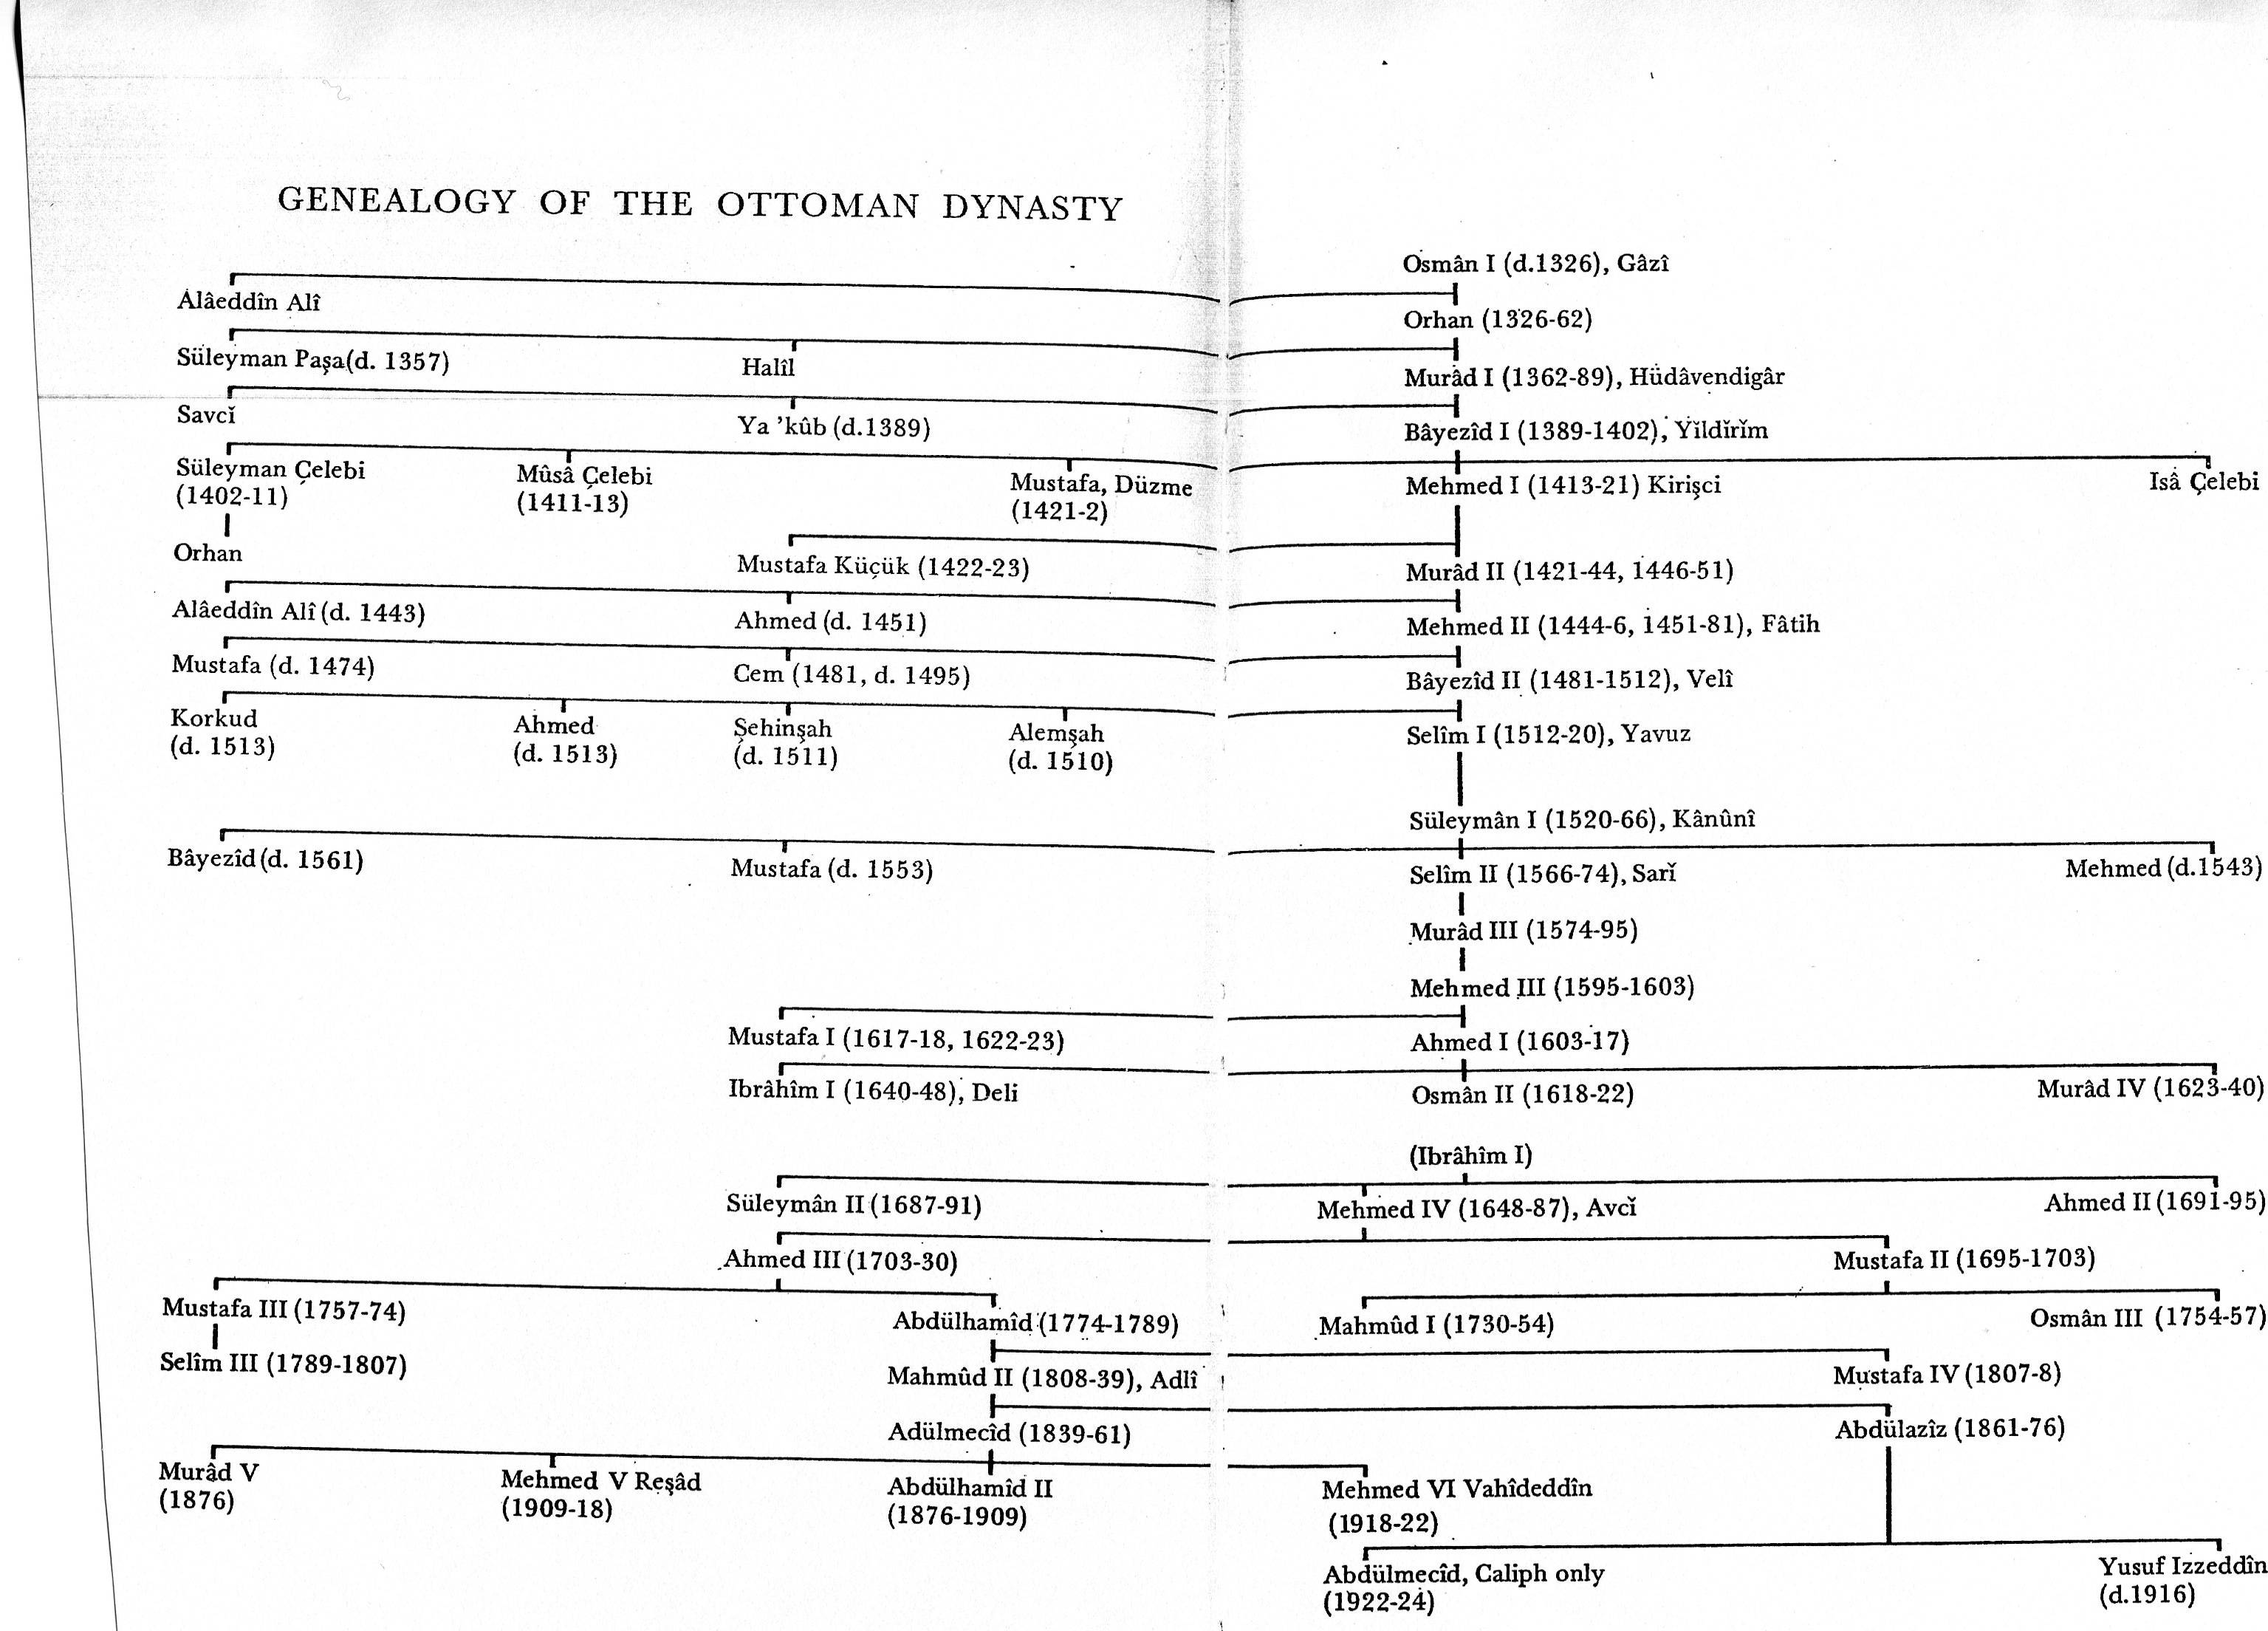 GENEALOGY OF THE OTTOMAN DYNASTY
Osmân I (d.1326), Gâzî
Alâeddîn Alî
Orhan (1326-62)
Süleyman Paşa(d. 1357)
Halîl
Murâd I (1362-89), Hüdâvendigâr
Savcĭ
Ya ’kûb (d.1389)
Bâyezîd I (1389-1402), Yĭldĭrĭm
Süleyman Çelebi
(1402-11)
Mûsâ Çelebi
(1411-13)
Mustafa, Düzme
(1421-2)
Mehmed I (1413-21) Kirişci
Isâ Çelebi
Orhan
Mustafa Küçük (1422-23)
Murâd II (1421-44, 1446-51)
Alâeddîn Alî (d. 1443)
Ahmed (d. 1451)
Mehmed II (1444-6, 1451-81), Fâtih
Mustafa (d. 1474)
Cem (1481, d. 1495)
Bâyezîd II (1481-1512), Velî
Korkud
(d. 1513)
Ahmed
(d. 1513)
Şehinşah
(d. 1511)
Alemşah
(d. 1510)
Selîm I (1512-20), Yavuz
Süleymân I (1520-66), Kânûnî
Bâyezîd (d. 1561)
Mustafa (d. 1553)
Selîm II (1566-74), Sarĭ
Mehmed (d.1543)
Murâd III (1574-95)
Mehmed III (1595-1603)
Mustafa I (1617-18, 1622-23)
Ahmed I (1603-17)
Ibrâhîm I (1640-48), Deli
Osmân II (1618-22)
Murâd IV (1623-40)
(Ibrâhîm I)
Süleymân II (1687-91)
Mehmed IV (1648-87), Avcĭ
Ahmed II (1691-95)
Ahmed III (1703-30)
Mustafa II (1695-1703)
Mustafa III (1757-74)
Abdülhamîd (1774-1789)
Mahmûd I (1730-54)
Osmân III (1754-57)
Selîm III (1789-1807)
Mahmûd II (1808-39), Adlî
Mustafa IV (1807-8)
Adülmecîd (1839-61)
Abdülazîz (1861-76)
Murâd V
(1876)
Mehmed V Reşâd
(1909-18)
Abdülhamîd II
(1876-1909)
Mehmed VI Vahîdeddîn
(1918-22)
Abdülmecîd, Caliph only
(1922-24)
Yusuf Izzeddîn
(d.1916)